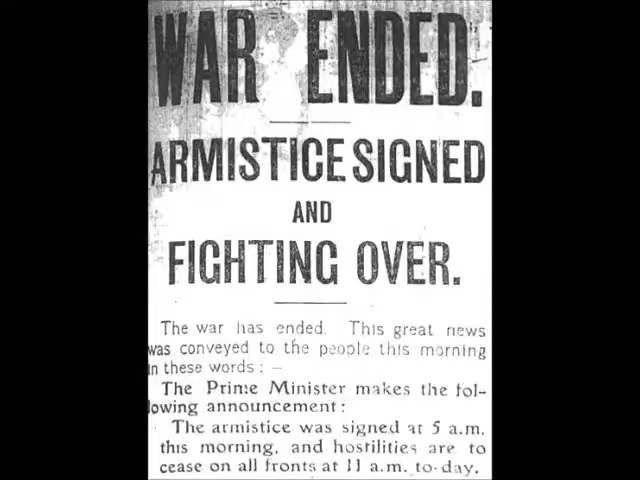 WAR ENDED.
ARMISTICE SIGNED
AND
FIGHTING OVER.
The war has ended. This great news
was conveyed to the people this morning
in these words : —
The Prime Minister makes the fol-
lowing announcement :
The armistice was signed at 5 a.m.
this morning, and hostilities are to
cease on all fronts at 11 a.m. to-day.